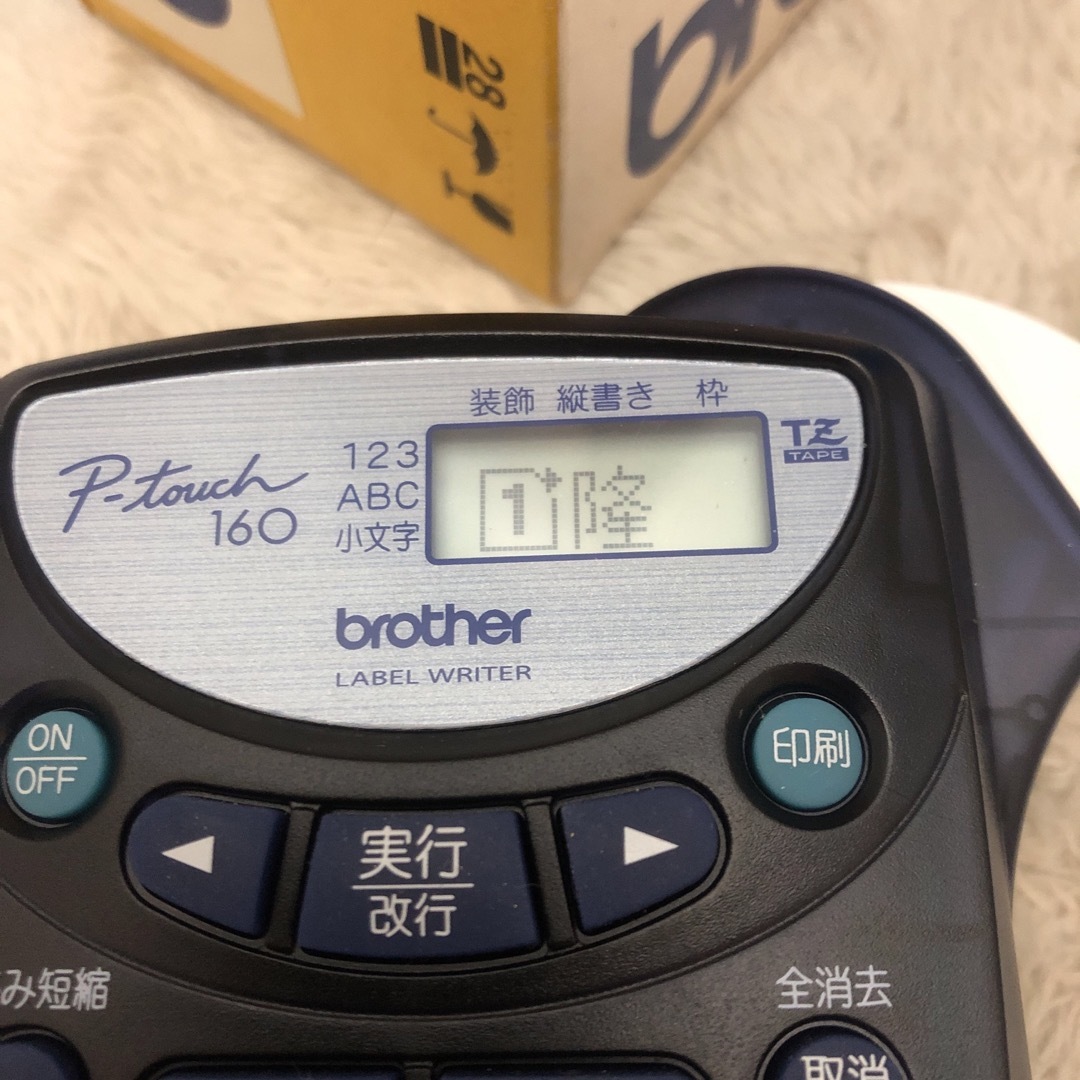 28
装飾 縦書き 枠
TZ
TAPE
P-touch
160
123
ABC
小文字
1 隆
brother
LABEL WRITER
ON
OFF
印刷
実行
改行
み短縮
全消去
取消